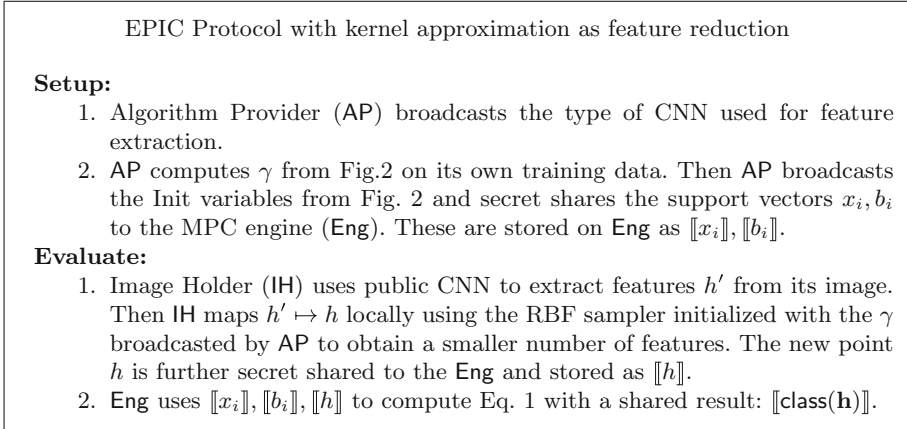 EPIC Protocol with kernel approximation as feature reduction
Setup:
1. Algorithm Provider (AP) broadcasts the type of CNN used for feature
extraction.
2. AP computes γ from Fig.2 on its own training data. Then AP broadcasts
the Init variables from Fig. 2 and secret shares the support vectors xᵢ, bᵢ
to the MPC engine (Eng). These are stored on Eng as ⟦xᵢ⟧, ⟦bᵢ⟧.
Evaluate:
1. Image Holder (IH) uses public CNN to extract features h′ from its image.
Then IH maps h′ ↦ h locally using the RBF sampler initialized with the γ
broadcasted by AP to obtain a smaller number of features. The new point
h is further secret shared to the Eng and stored as ⟦h⟧.
2. Eng uses ⟦xᵢ⟧, ⟦bᵢ⟧, ⟦h⟧ to compute Eq. 1 with a shared result: ⟦class(h)⟧.